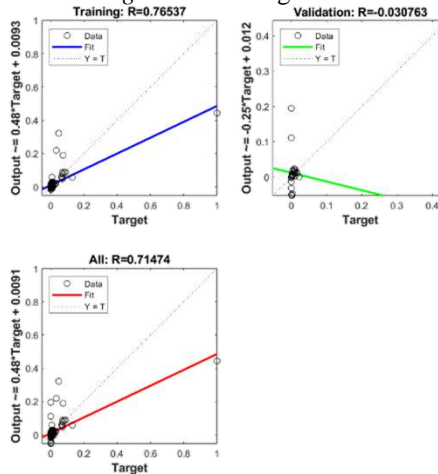 Training: R=0.76537
Output ~= 0.48*Target + 0.0093
1
0.8
0.6
0.4
0.2
0
Data
Fit
Y = T
0 0.2 0.4 0.6 0.8 1
Target
Validation: R=-0.030763
Output ~= -0.25*Target + 0.012
0.4
0.3
0.2
0.1
0
Data
Fit
Y = T
0 0.1 0.2 0.3 0.4
Target
All: R=0.71474
Output ~= 0.48*Target + 0.0091
1
0.8
0.6
0.4
0.2
0
Data
Fit
Y = T
0 0.2 0.4 0.6 0.8 1
Target